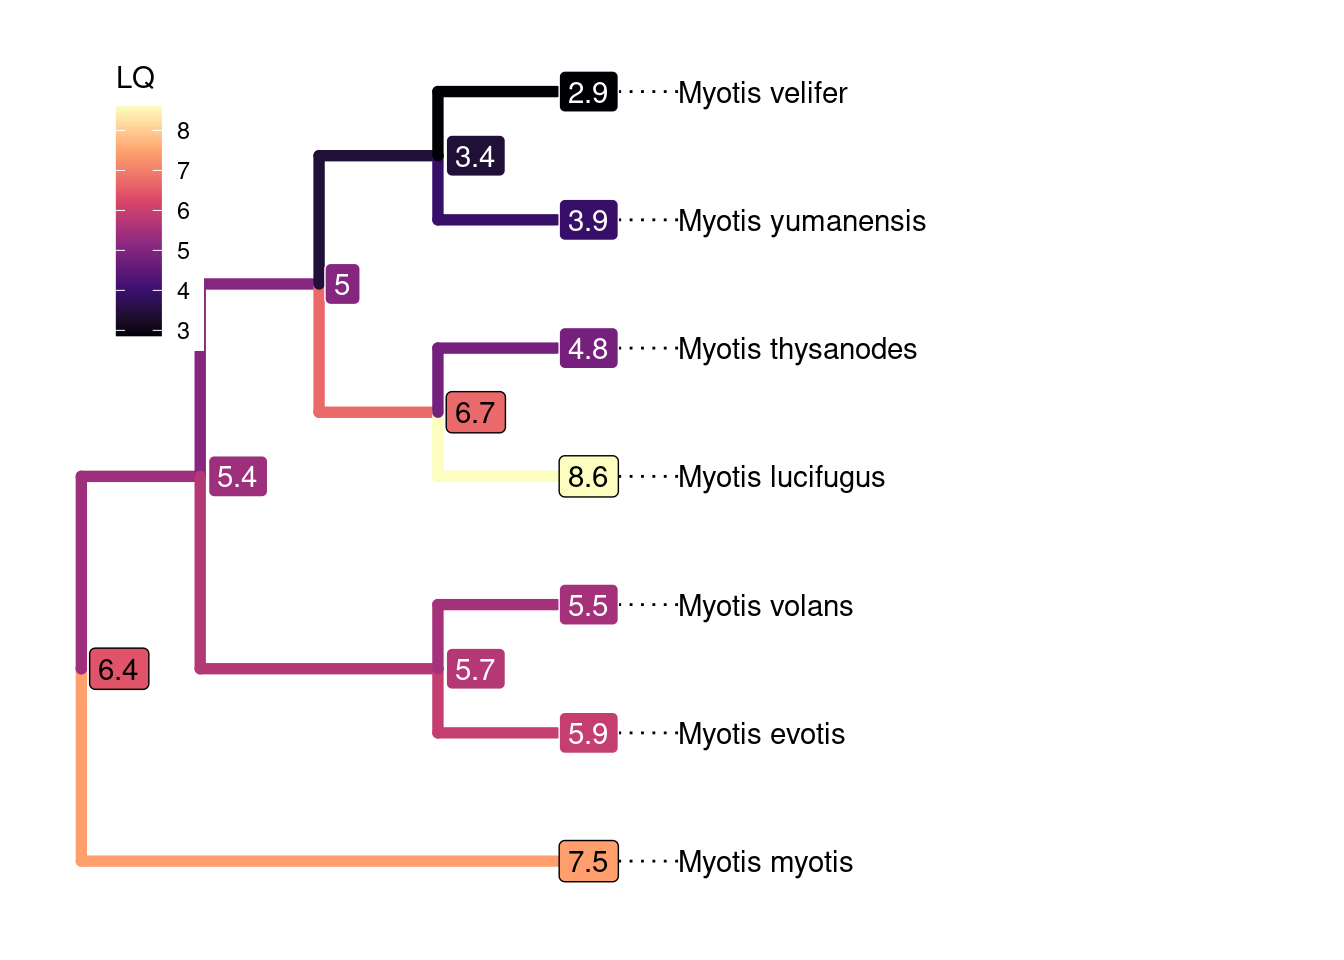 LQ
8
7
6
5
4
3
2.9 Myotis velifer
3.4
3.9 Myotis yumanensis
5
4.8 Myotis thysanodes
6.7
8.6 Myotis lucifugus
5.4
5.5 Myotis volans
6.4
5.7
5.9 Myotis evotis
7.5 Myotis myotis